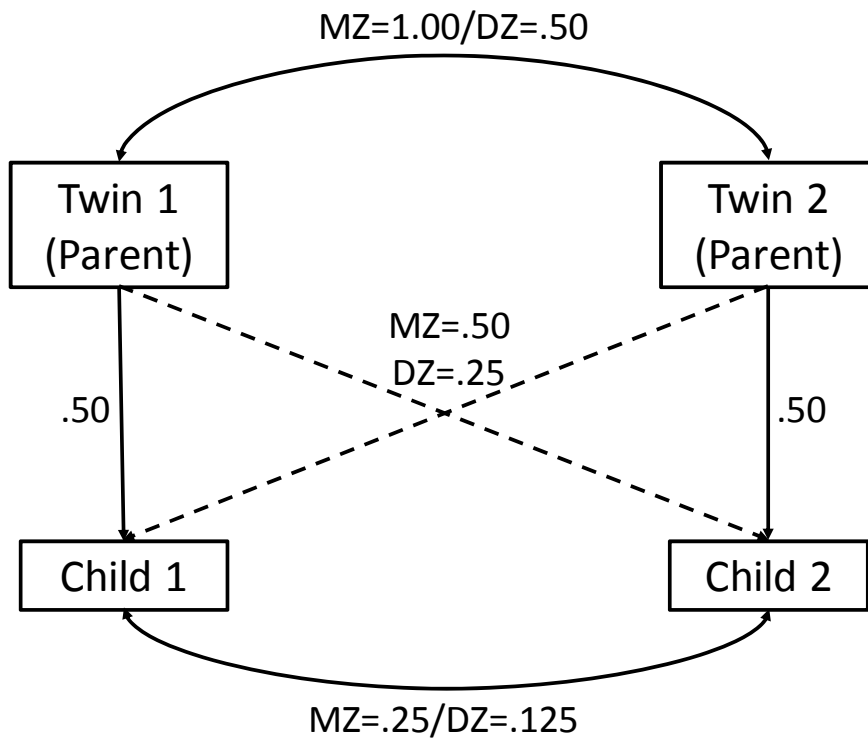 MZ=1.00/DZ=.50
Twin 1
(Parent)
Twin 2
(Parent)
MZ=.50
DZ=.25
.50
.50
Child 1
Child 2
MZ=.25/DZ=.125